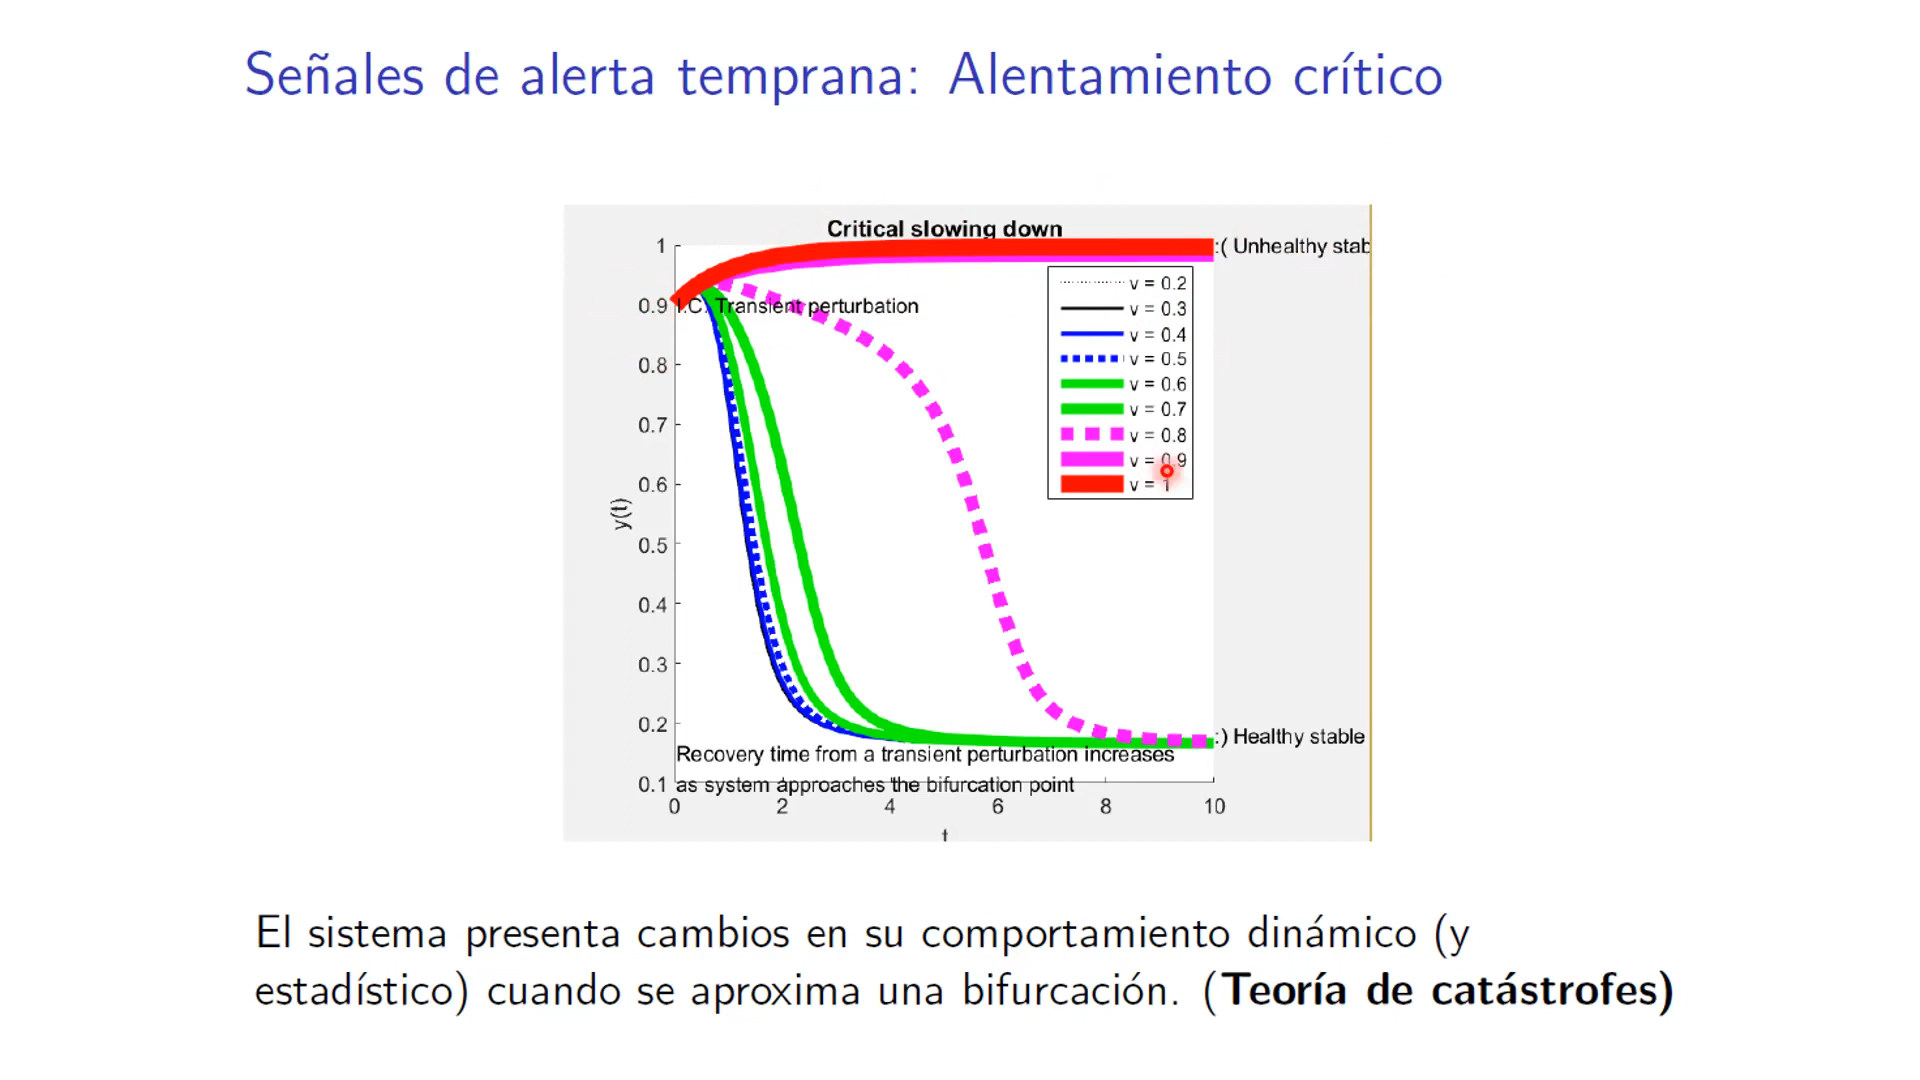 Señales de alerta temprana: Alentamiento crítico
Critical slowing down
1
:( Unhealthy stab
v = 0.2
0.9
I.C. Transient perturbation
v = 0.3
v = 0.4
v = 0.5
0.8
v = 0.6
v = 0.7
0.7
v = 0.8
v = 0.9
v = 1
0.6
y(t)
0.5
0.4
0.3
0.2
:) Healthy stable
Recovery time from a transient perturbation increases
as system approaches the bifurcation point
0.1
0 2 4 6 8 10
t
El sistema presenta cambios en su comportamiento dinámico (y
estadístico) cuando se aproxima una bifurcación. (Teoría de catástrofes)